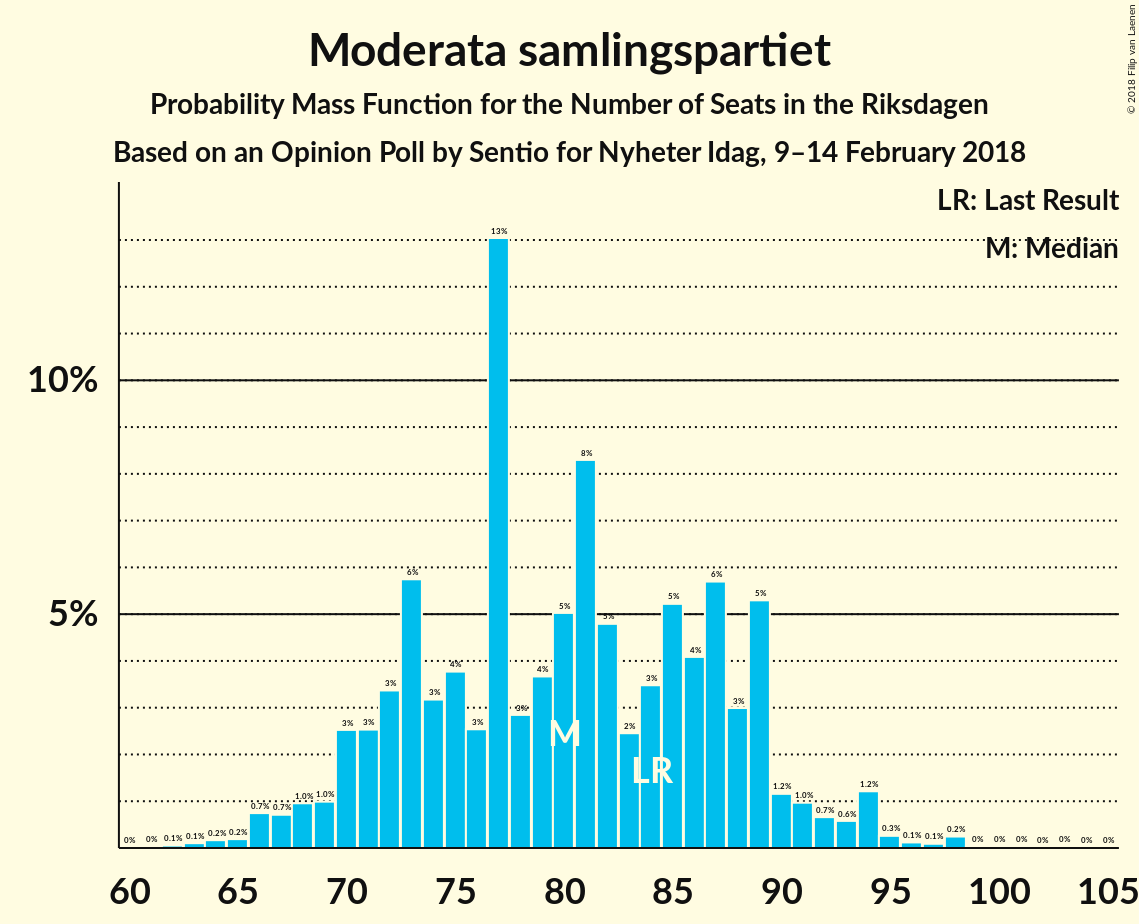 Moderata samlingspartiet
Probability Mass Function for the Number of Seats in the Riksdagen
Based on an Opinion Poll by Sentio for Nyheter Idag, 9–14 February 2018
© 2018 Filip van Laenen
LR: Last Result
M: Median
10%
5%
0% 0% 0.1% 0.1% 0.2% 0.2% 0.7% 0.7% 1.0% 1.0% 3% 3% 3% 6% 3% 4% 3% 13% 3% 4% 5% 8% 5% 2% 3% 5% 4% 6% 3% 5% 1.2% 1.0% 0.7% 0.6% 1.2% 0.3% 0.1% 0.1% 0.2% 0% 0% 0% 0% 0% 0% 0%
M
LR
60 65 70 75 80 85 90 95 100 105